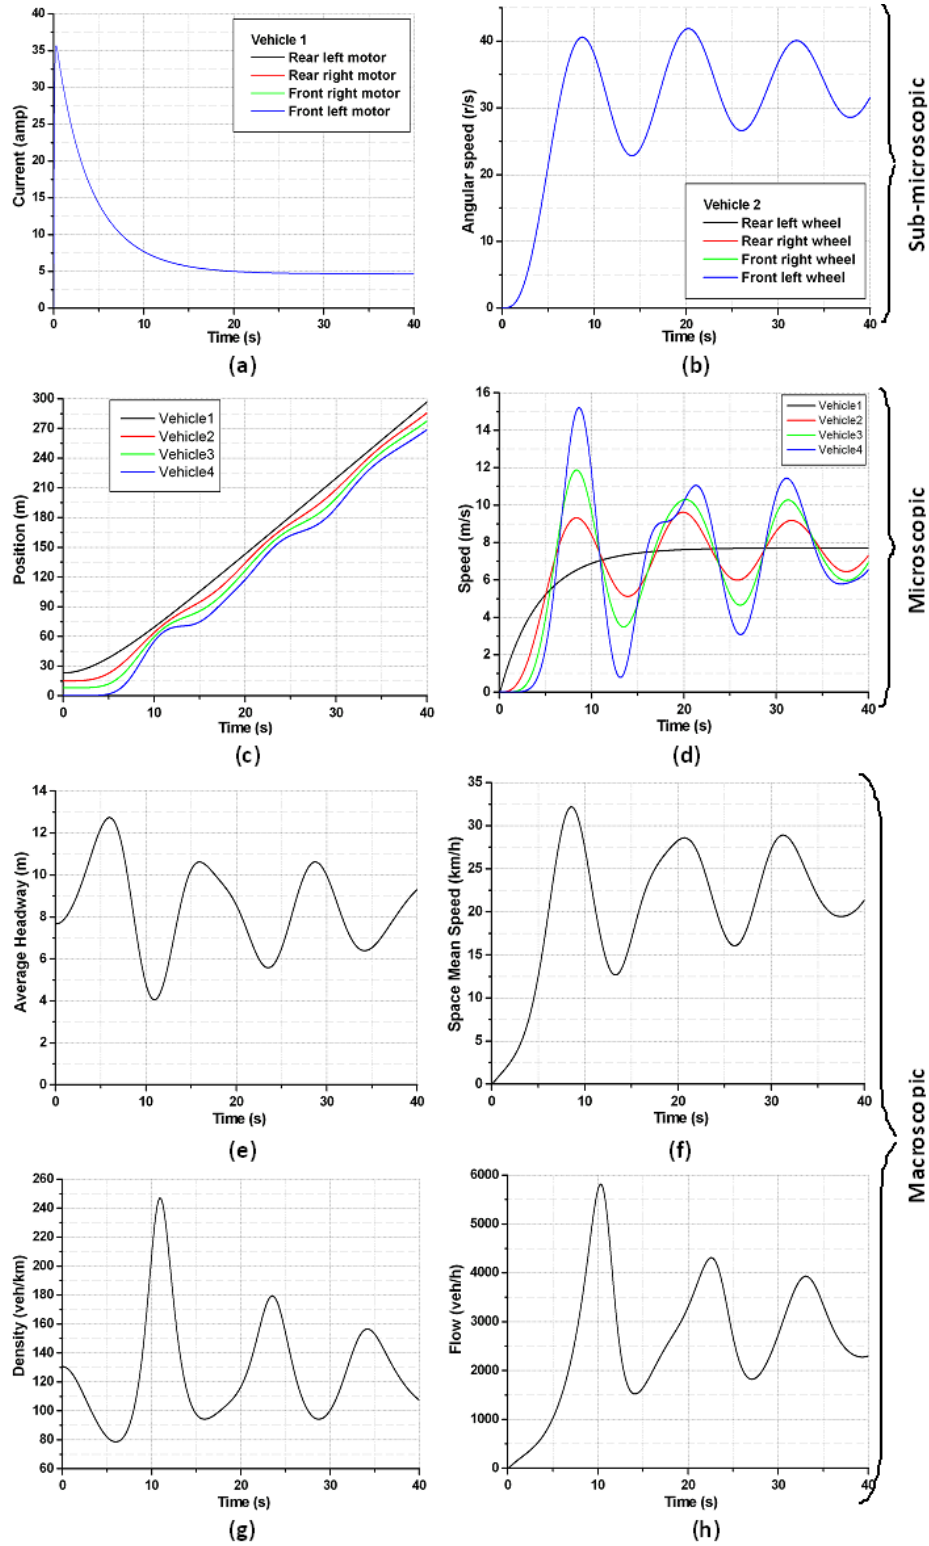 40
35
30
25
20
15
10
5
0
Current (amp)
Vehicle 1
Rear left motor
Rear right motor
Front right motor
Front left motor
0
10
20
30
40
Time (s)
(a)
40
30
20
10
0
Angular speed (r/s)
Vehicle 2
Rear left wheel
Rear right wheel
Front right wheel
Front left wheel
0
10
20
30
40
Time (s)
(b)
Sub-microscopic
300
270
240
210
180
150
120
90
60
30
0
Position (m)
Vehicle1
Vehicle2
Vehicle3
Vehicle4
0
10
20
30
40
Time (s)
(c)
16
14
12
10
8
6
4
2
0
Speed (m/s)
Vehicle1
Vehicle2
Vehicle3
Vehicle4
0
10
20
30
40
Time (s)
(d)
Microscopic
14
12
10
8
6
4
2
0
Average Headway (m)
0
10
20
30
40
Time (s)
(e)
35
30
25
20
15
10
5
0
Space Mean Speed (km/h)
0
10
20
30
40
Time (s)
(f)
260
240
220
200
180
160
140
120
100
80
60
Density (veh/km)
0
10
20
30
40
Time (s)
(g)
6000
5000
4000
3000
2000
1000
0
Flow (veh/h)
0
10
20
30
40
Time (s)
(h)
Macroscopic